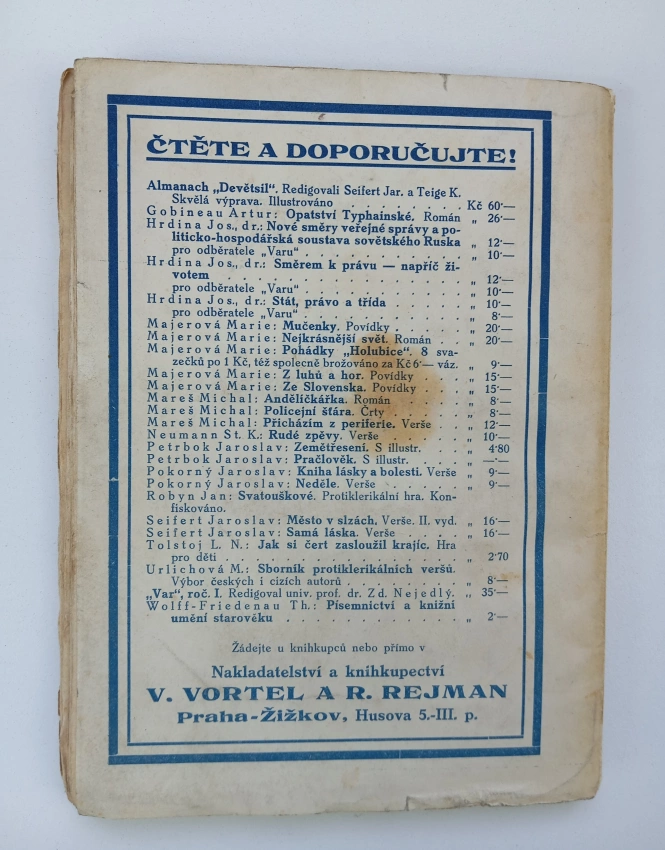 ČTĚTE A DOPORUČUJTE!
Almanach „Devětsil“. Redigovali Seifert Jar. a Teige K.
Skvělá výprava. Illustrováno . . . . . . . . Kč 60·—
Gobineau Artur: Opatství Typhainské. Román „ 26·—
Hrdina Jos., dr.: Nové směry veřejné správy a po-
liticko-hospodářská soustava sovětského Ruska „ 12·—
pro odběratele „Varu“ . . . . . . . . . . „ 10·—
Hrdina Jos., dr.: Směrem k právu — napříč ži-
votem . . . . . . . . . . . . . . . „ 12·—
pro odběratele „Varu“ . . . . . . . . . . „ 10·—
Hrdina Jos., dr.: Stát, právo a třída . . . . . „ 10·—
pro odběratele „Varu“ . . . . . . . . . . „ 8·—
Majerová Marie: Mučenky. Povídky . . . . . „ 20·—
Majerová Marie: Nejkrásnější svět. Román . . „ 20·—
Majerová Marie: Pohádky „Holubice“. 8 sva-
zečků po 1 Kč, též společně brožováno za Kč 6·— váz. „ 9·—
Majerová Marie: Z luhů a hor. Povídky . . . „ 15·—
Majerová Marie: Ze Slovenska. Povídky . . . „ 15·—
Mareš Michal: Andělíčkářka. Román . . . . „ 8·—
Mareš Michal: Policejní šťára. Črty . . . . . „ 8·—
Mareš Michal: Přicházím z periferie. Verše . . „ 12·—
Neumann St. K.: Rudé zpěvy. Verše . . . . . „ 10·—
Petrbok Jaroslav: Zemětřesení. S illustr. . . . „ 4·80
Petrbok Jaroslav: Pračlověk. S illustr. . . . . „ —·—
Pokorný Jaroslav: Kniha lásky a bolesti. Verše „ 9·—
Pokorný Jaroslav: Neděle. Verše . . . . . . „ 9·—
Robyn Jan: Svatouškové. Protiklerikální hra. Kon-
fiskováno.
Seifert Jaroslav: Město v slzách, Verše. II. vyd. „ 16·—
Seifert Jaroslav: Samá láska. Verše . . . . „ 16·—
Tolstoj L. N.: Jak si čert zasloužil krajíc. Hra
pro děti . . . . . . . . . . . . . . „ 2·70
Urlichová M.: Sborník protiklerikálních veršů.
Výbor českých i cizích autorů . . . . . . . „ 8·—
„Var“, roč. I. Redigoval univ. prof. dr. Zd. Nejedlý. „ 35·—
Wolff-Friedenau Th.: Písemnictví a knižní
umění starověku . . . . . . . . . . . „ 2·—
Žádejte u knihkupců nebo přímo v
Nakladatelství a knihkupectví
V. VORTEL A R. REJMAN
Praha-Žižkov, Husova 5.-III. p.